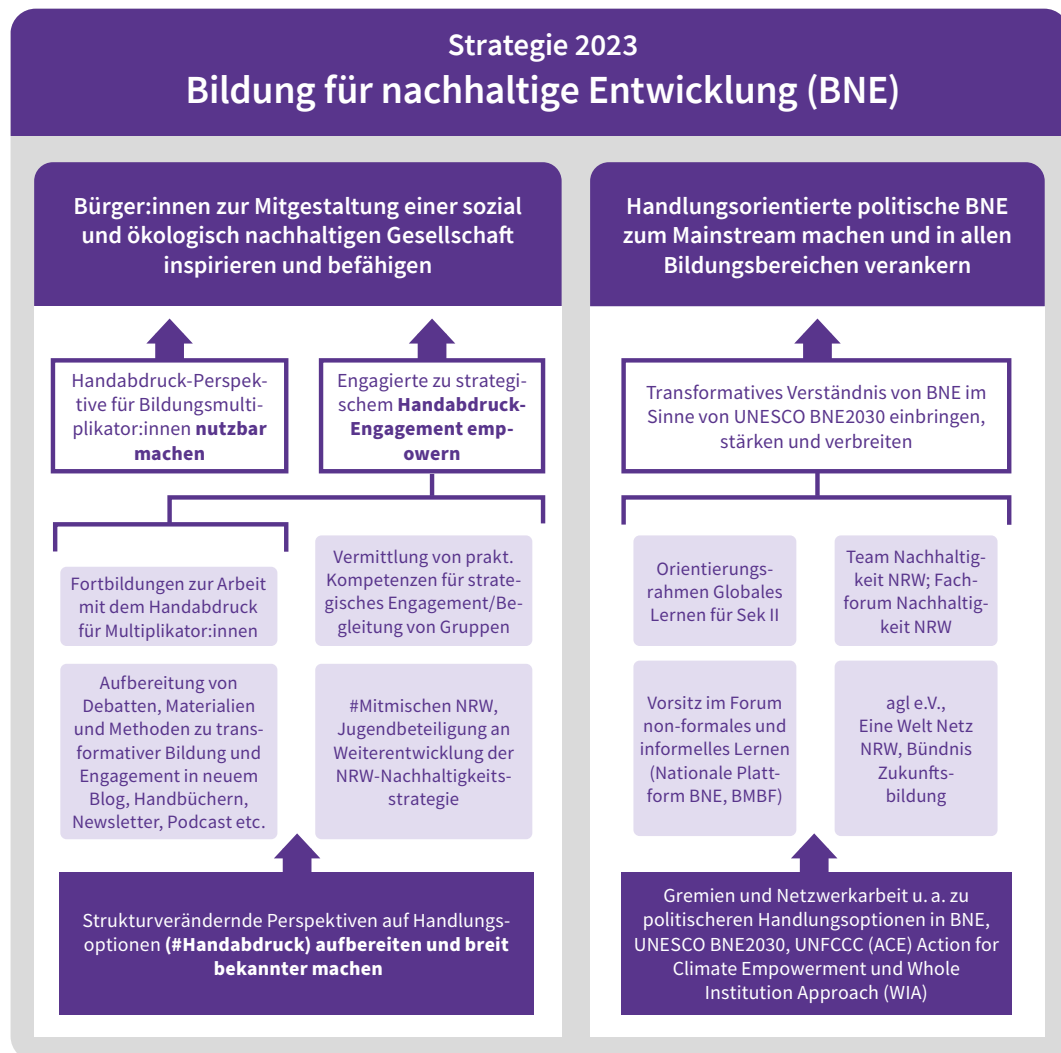 Strategie 2023
Bildung für nachhaltige Entwicklung (BNE)
Bürger:innen zur Mitgestaltung einer sozial
und ökologisch nachhaltigen Gesellschaft
inspirieren und befähigen
Handabdruck-Perspek-
tive für Bildungsmulti-
plikator:innen nutzbar
machen
Engagierte zu strategi-
schem Handabdruck-
Engagement emp-
owern
Fortbildungen zur Arbeit
mit dem Handabdruck
für Multiplikator:innen
Vermittlung von prakt.
Kompetenzen für strate-
gisches Engagement/Be-
gleitung von Gruppen
Aufbereitung von
Debatten, Materialien
und Methoden zu trans-
formativer Bildung und
Engagement in neuem
Blog, Handbüchern,
Newsletter, Podcast etc.
#Mitmischen NRW,
Jugendbeteiligung an
Weiterentwicklung der
NRW-Nachhaltigkeits-
strategie
Strukturverändernde Perspektiven auf Handlungs-
optionen (#Handabdruck) aufbereiten und breit
bekannter machen
Handlungsorientierte politische BNE
zum Mainstream machen und in allen
Bildungsbereichen verankern
Transformatives Verständnis von BNE im
Sinne von UNESCO BNE2030 einbringen,
stärken und verbreiten
Orientierungs-
rahmen Globales
Lernen für Sek II
Team Nachhaltig-
keit NRW; Fach-
forum Nachhaltig-
keit NRW
Vorsitz im Forum
non-formales und
informelles Lernen
(Nationale Platt-
form BNE, BMBF)
agl e.V.,
Eine Welt Netz
NRW, Bündnis
Zukunfts-
bildung
Gremien und Netzwerkarbeit u. a. zu
politischeren Handlungsoptionen in BNE,
UNESCO BNE2030, UNFCCC (ACE) Action for
Climate Empowerment und Whole
Institution Approach (WIA)